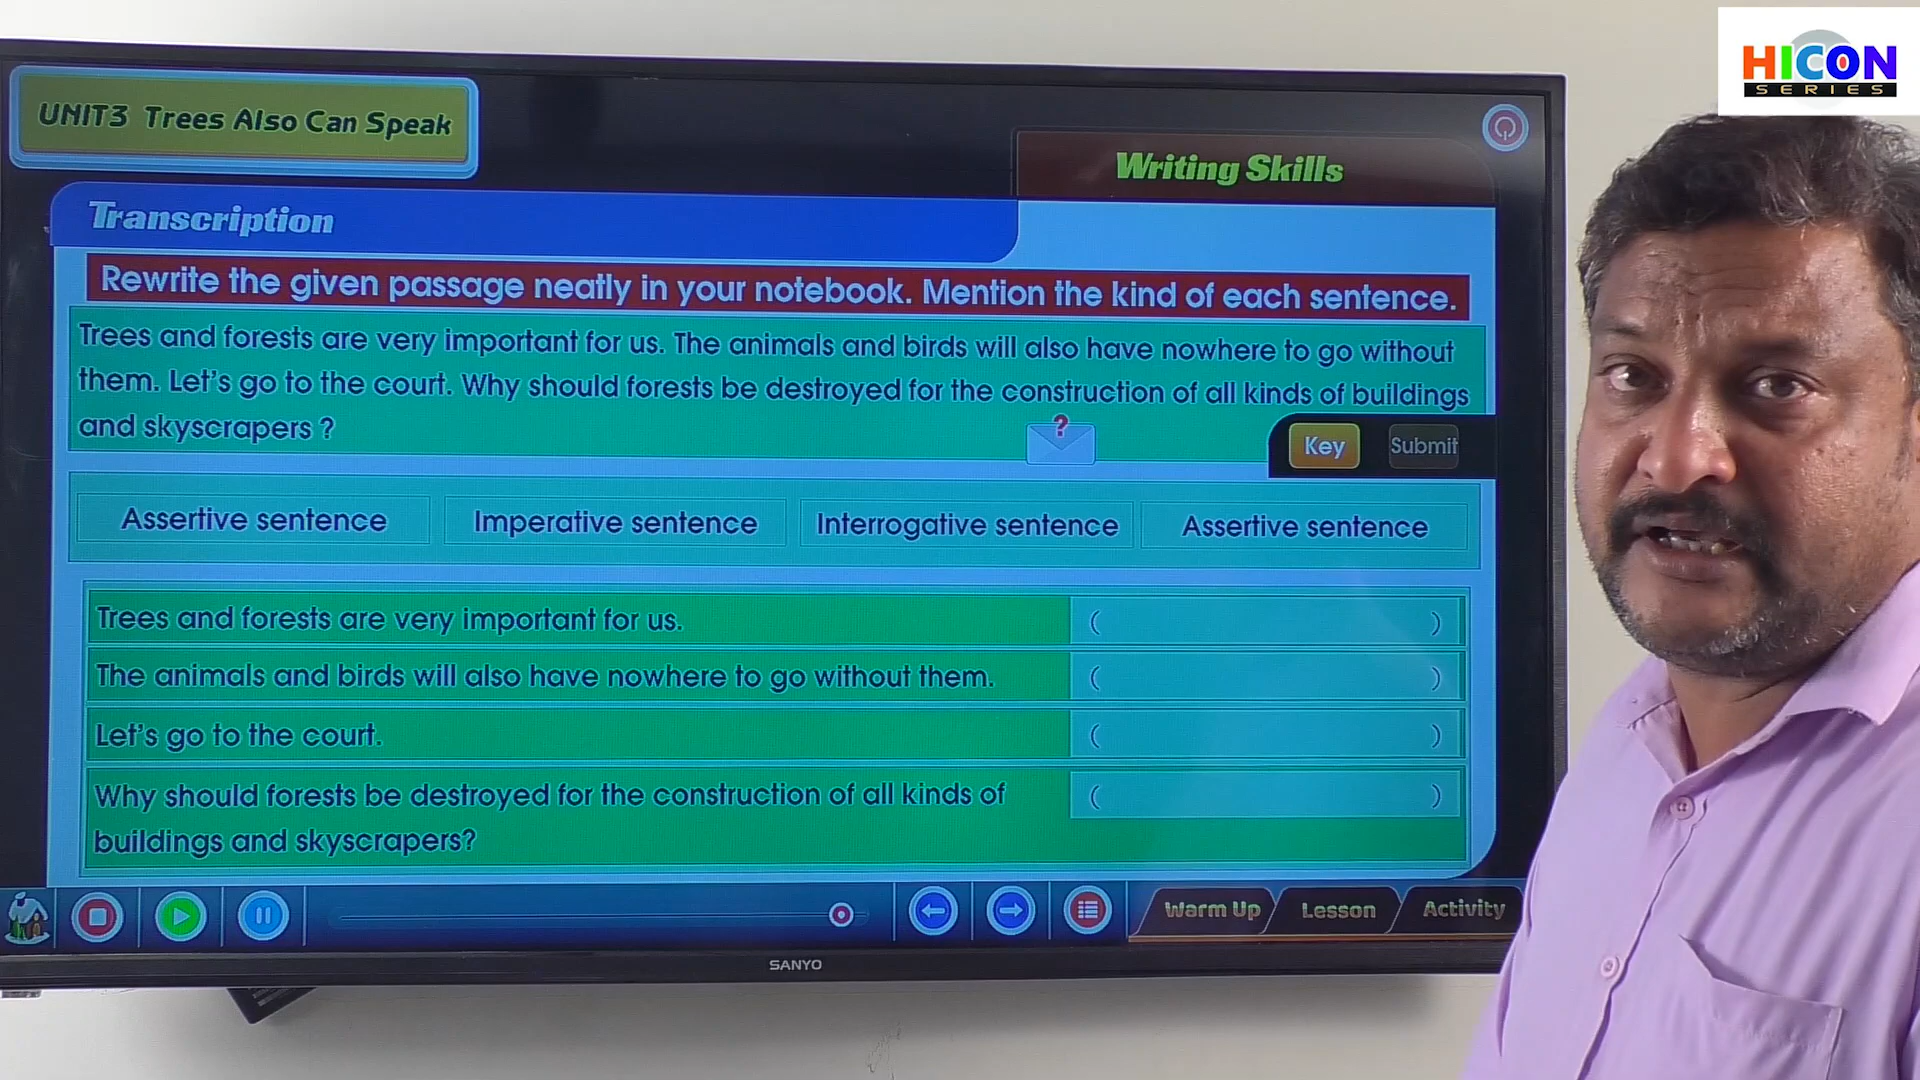 HICON
SERIES
UNIT3 Trees Also Can Speak
Writing Skills
Transcription
Rewrite the given passage neatly in your notebook. Mention the kind of each sentence.
Trees and forests are very important for us. The animals and birds will also have nowhere to go without
them. Let's go to the court. Why should forests be destroyed for the construction of all kinds of buildings
and skyscrapers ?
?
Key Submit
Assertive sentence Imperative sentence Interrogative sentence Assertive sentence
Trees and forests are very important for us. ( )
The animals and birds will also have nowhere to go without them. ( )
Let's go to the court. ( )
Why should forests be destroyed for the construction of all kinds of ( )
buildings and skyscrapers?
Warm Up Lesson Activity
SANYO